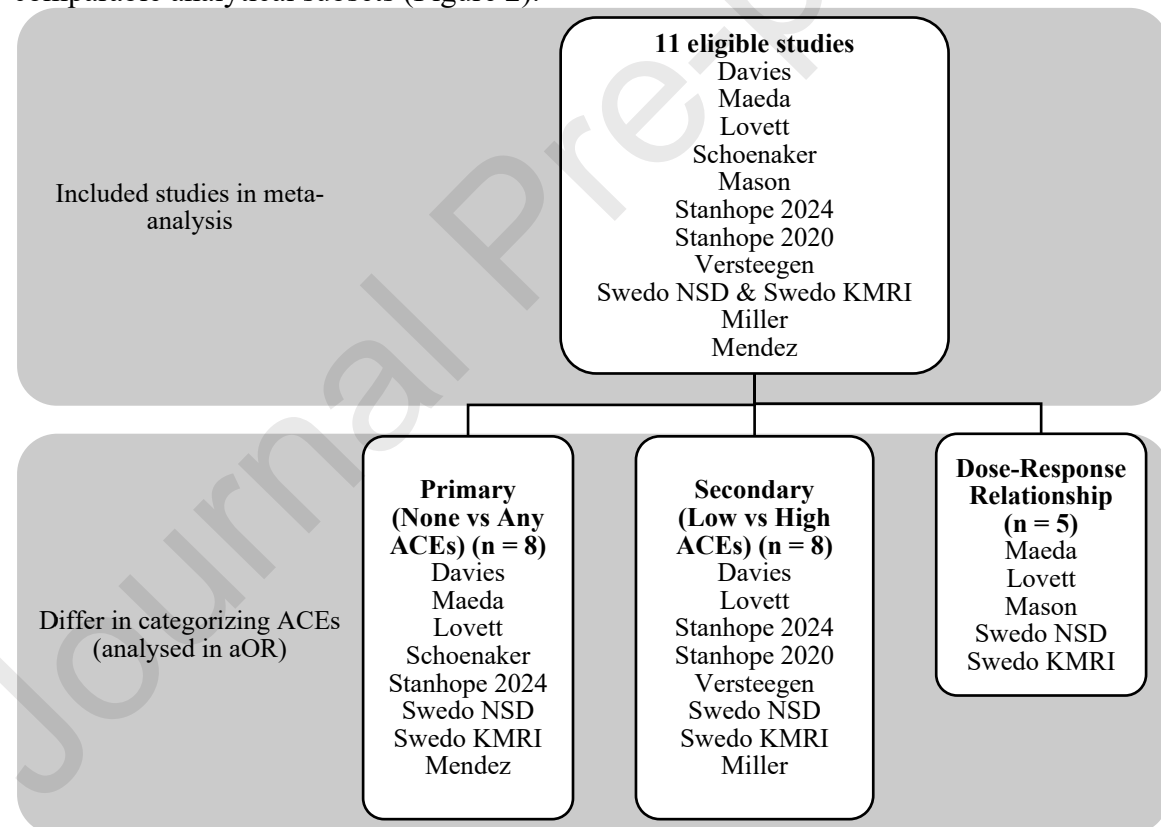 comparable analytical subsets (Figure 2).
11 eligible studies
Davies
Maeda
Lovett
Schoenaker
Mason
Stanhope 2024
Stanhope 2020
Versteegen
Swedo NSD & Swedo KMRI
Miller
Mendez
Included studies in meta-
analysis
Primary
(None vs Any
ACEs) (n = 8)
Davies
Maeda
Lovett
Schoenaker
Stanhope 2024
Swedo NSD
Swedo KMRI
Mendez
Secondary
(Low vs High
ACEs) (n = 8)
Davies
Lovett
Stanhope 2024
Stanhope 2020
Versteegen
Swedo NSD
Swedo KMRI
Miller
Dose-Response
Relationship
(n = 5)
Maeda
Lovett
Mason
Swedo NSD
Swedo KMRI
Differ in categorizing ACEs
(analysed in aOR)
Journal Pre-p